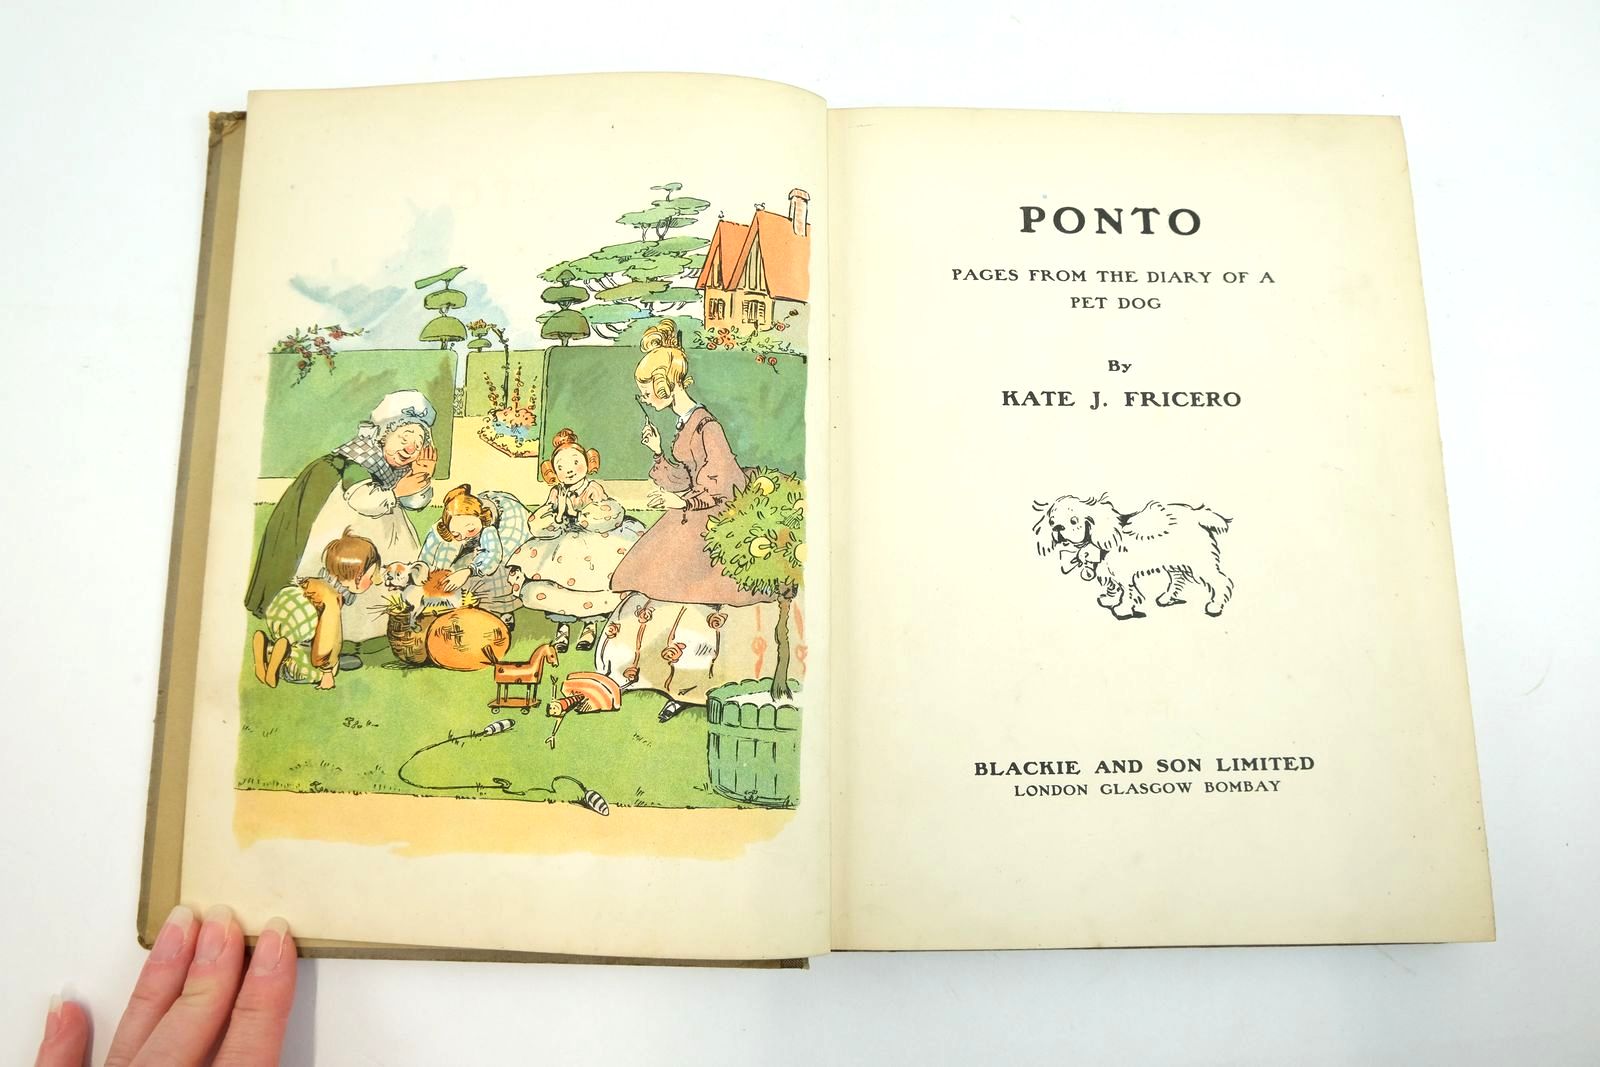 PONTO
PAGES FROM THE DIARY OF A
PET DOG
By
KATE J. FRICERO
BLACKIE AND SON LIMITED
LONDON GLASGOW BOMBAY